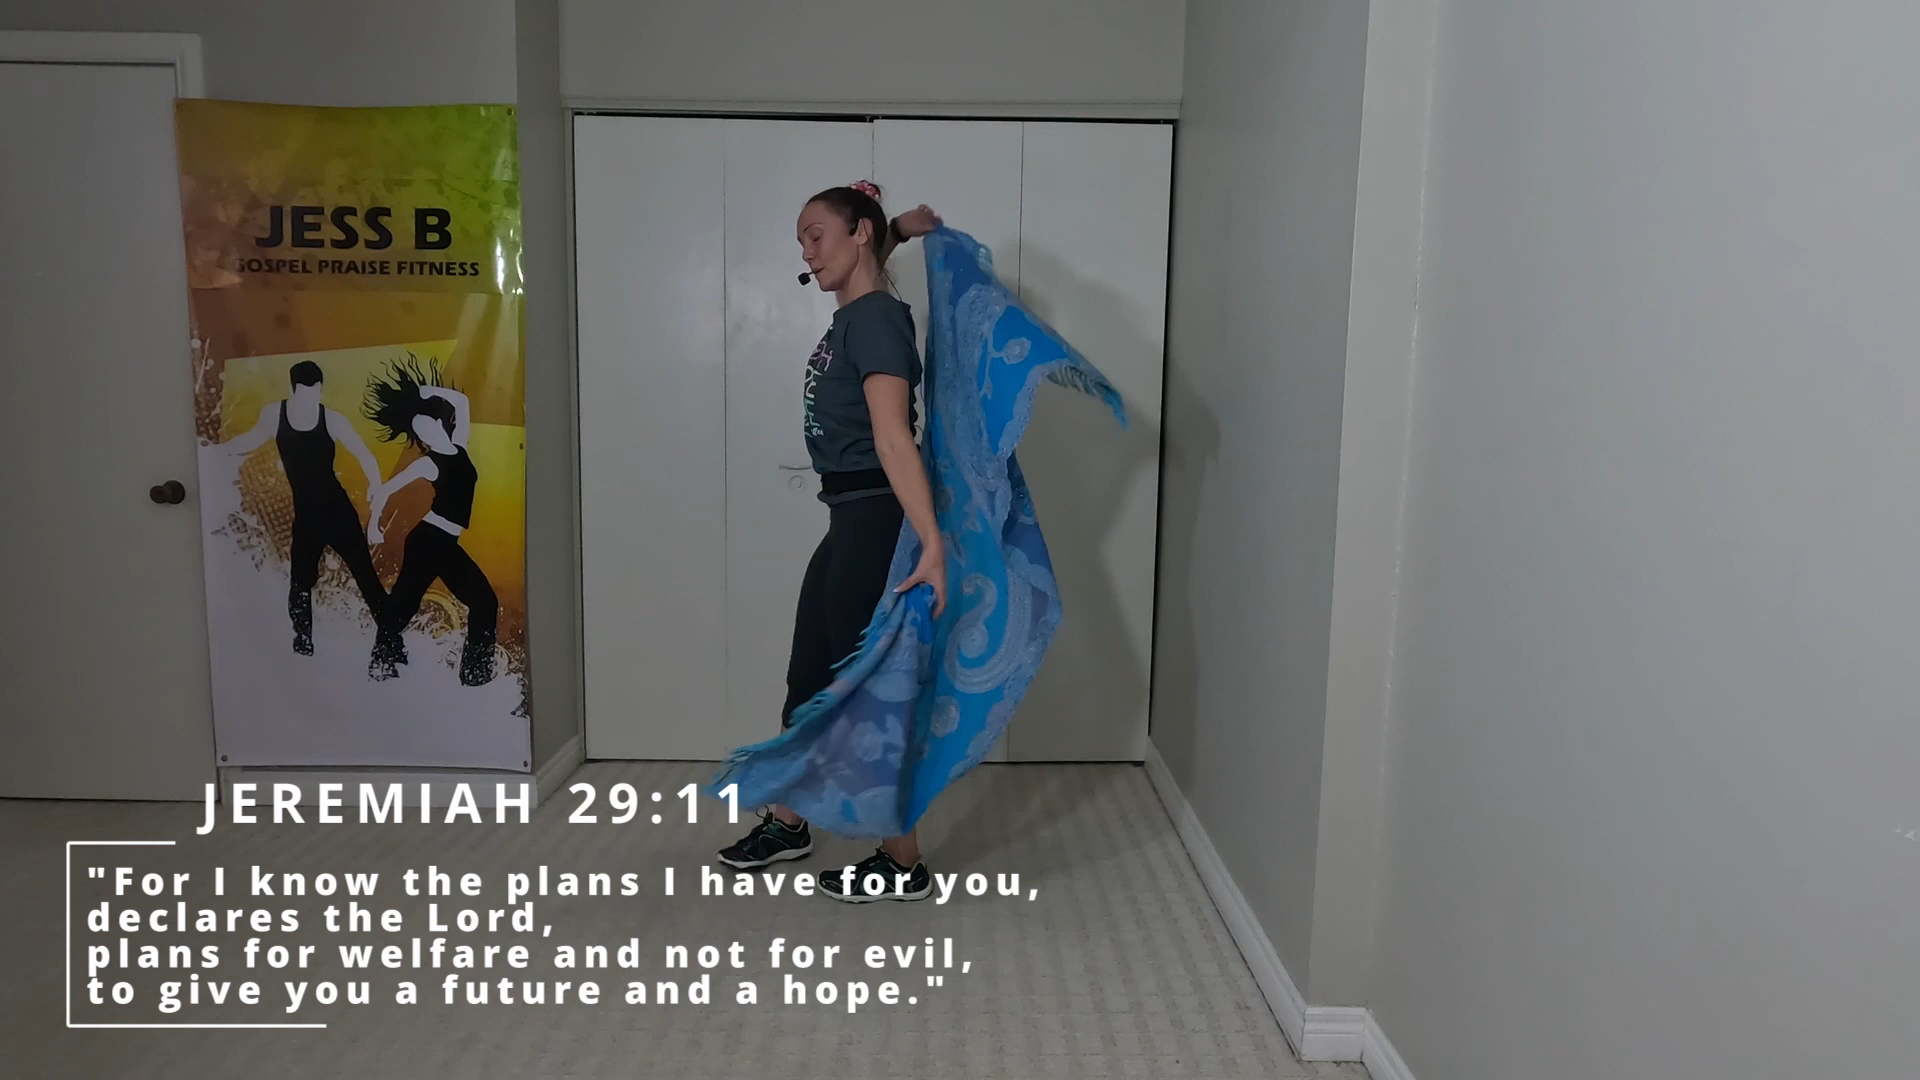 JESS B
GOSPEL PRAISE FITNESS
JEREMIAH 29:11
"For I know the plans I have for you,
declares the Lord,
plans for welfare and not for evil,
to give you a future and a hope."